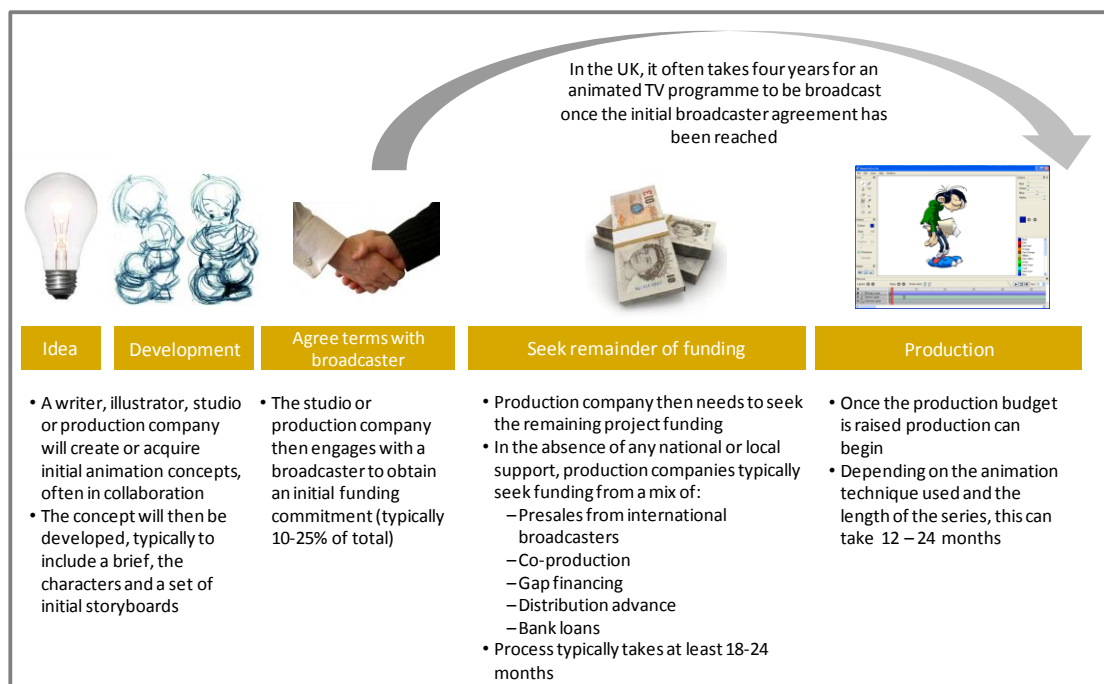 In the UK, it often takes four years for an
animated TV programme to be broadcast
once the initial broadcaster agreement has
been reached
Idea
Development
Agree terms with
broadcaster
Seek remainder of funding
Production
• A writer, illustrator, studio
or production company
will create or acquire
initial animation concepts,
often in collaboration
• The concept will then be
developed, typically to
include a brief, the
characters and a set of
initial storyboards
• The studio or
production company
then engages with a
broadcaster to obtain
an initial funding
commitment (typically
10-25% of total)
• Production company then needs to seek
the remaining project funding
• In the absence of any national or local
support, production companies typically
seek funding from a mix of:
–Presales from international
broadcasters
–Co-production
–Gap financing
–Distribution advance
–Bank loans
• Process typically takes at least 18-24
months
• Once the production budget
is raised production can
begin
• Depending on the animation
technique used and the
length of the series, this can
take 12 – 24 months